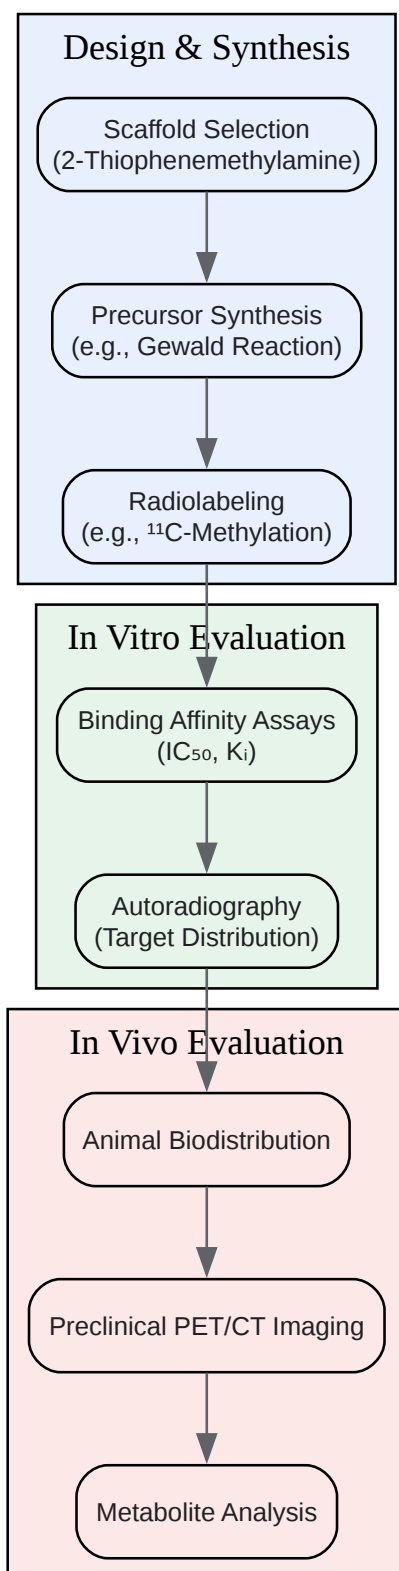 Design & Synthesis
Scaffold Selection
(2-Thiophenemethylamine)
Precursor Synthesis
(e.g., Gewald Reaction)
Radiolabeling
(e.g., ¹¹C-Methylation)
In Vitro Evaluation
Binding Affinity Assays
(IC₅₀, Kᵢ)
Autoradiography
(Target Distribution)
In Vivo Evaluation
Animal Biodistribution
Preclinical PET/CT Imaging
Metabolite Analysis